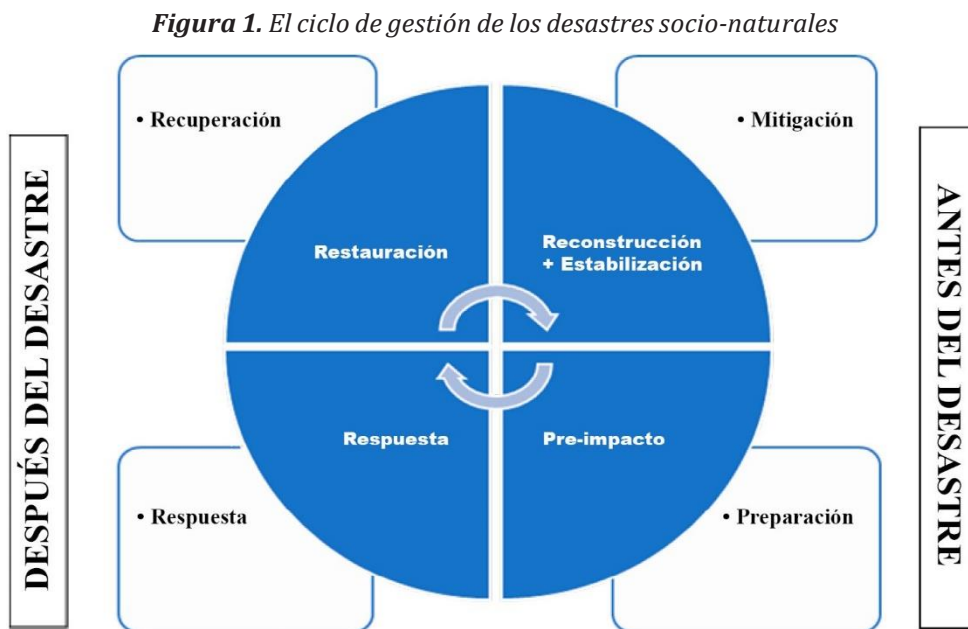 Figura 1. El ciclo de gestión de los desastres socio-naturales
DESPUÉS DEL DESASTRE
• Recuperación
• Mitigación
Restauración
Reconstrucción
+ Estabilización
Respuesta
Pre-impacto
• Respuesta
• Preparación
ANTES DEL DESASTRE